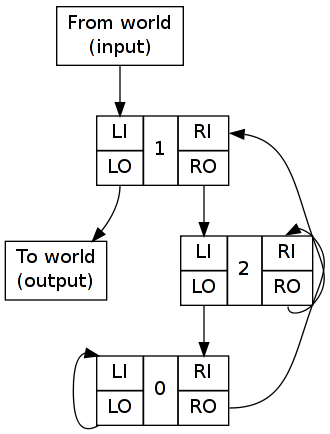 From world
(input)
LI 1 RI
LO RO
To world
(output)
LI 2 RI
LO RO
LI 0 RI
LO RO